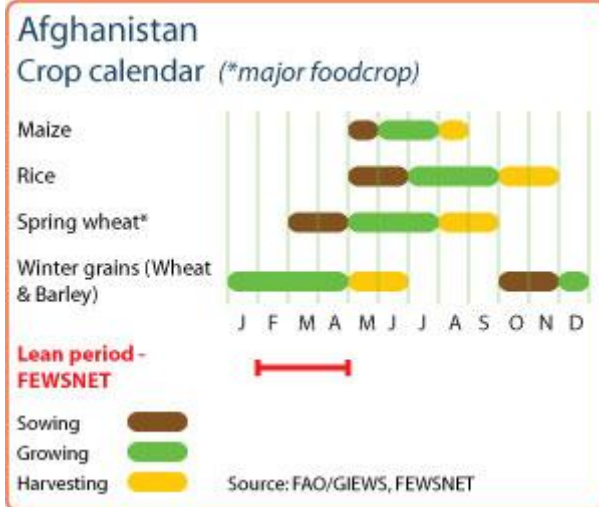 Afghanistan
Crop calendar (*major foodcrop)
Maize
Rice
Spring wheat*
Winter grains (Wheat
& Barley)
J F M A M J J A S O N D
Lean period -
FEWSNET
Sowing
Growing
Harvesting
Source: FAO/GIEWS, FEWSNET